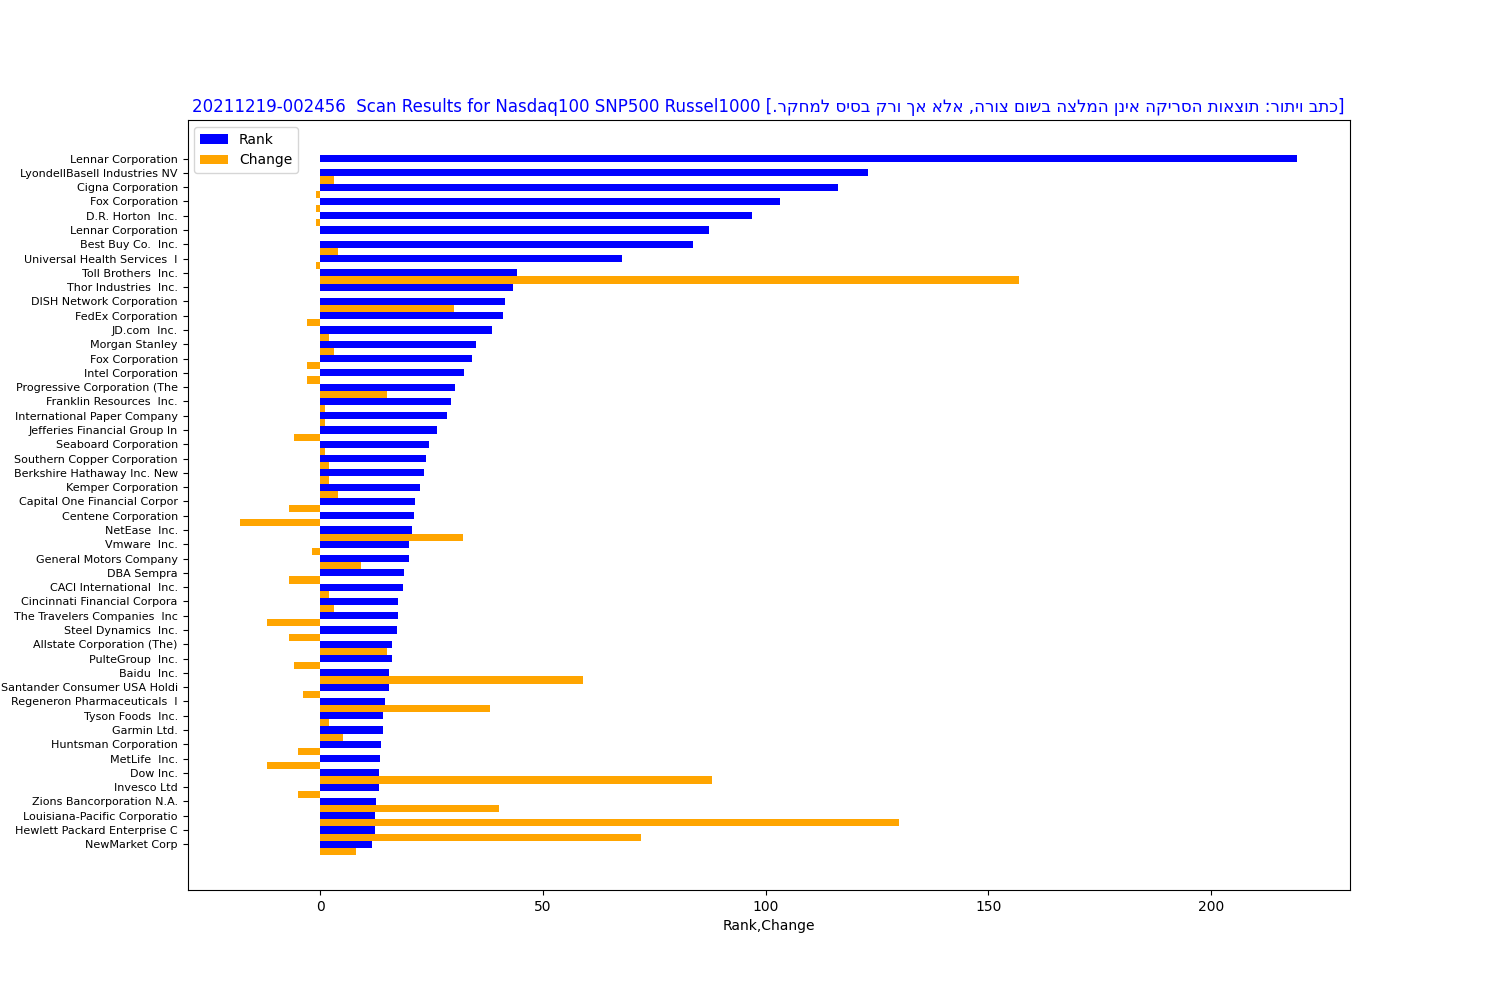 20211219-002456  Scan Results for Nasdaq100 SNP500 Russel1000 [כתב ויתור: תוצאות הסריקה אינן המלצה בשום צורה, אלא אך ורק בסיס למחקר.]
Rank
Change
Lennar Corporation
LyondellBasell Industries NV
Cigna Corporation
Fox Corporation
D.R. Horton  Inc.
Lennar Corporation
Best Buy Co.  Inc.
Universal Health Services  I
Toll Brothers  Inc.
Thor Industries  Inc.
DISH Network Corporation
FedEx Corporation
JD.com  Inc.
Morgan Stanley
Fox Corporation
Intel Corporation
Progressive Corporation (The
Franklin Resources  Inc.
International Paper Company
Jefferies Financial Group In
Seaboard Corporation
Southern Copper Corporation
Berkshire Hathaway Inc. New
Kemper Corporation
Capital One Financial Corpor
Centene Corporation
NetEase  Inc.
Vmware  Inc.
General Motors Company
DBA Sempra
CACI International  Inc.
Cincinnati Financial Corpora
The Travelers Companies  Inc
Steel Dynamics  Inc.
Allstate Corporation (The)
PulteGroup  Inc.
Baidu  Inc.
Santander Consumer USA Holdi
Regeneron Pharmaceuticals  I
Tyson Foods  Inc.
Garmin Ltd.
Huntsman Corporation
MetLife  Inc.
Dow Inc.
Invesco Ltd
Zions Bancorporation N.A.
Louisiana-Pacific Corporatio
Hewlett Packard Enterprise C
NewMarket Corp
0 50 100 150 200
Rank,Change